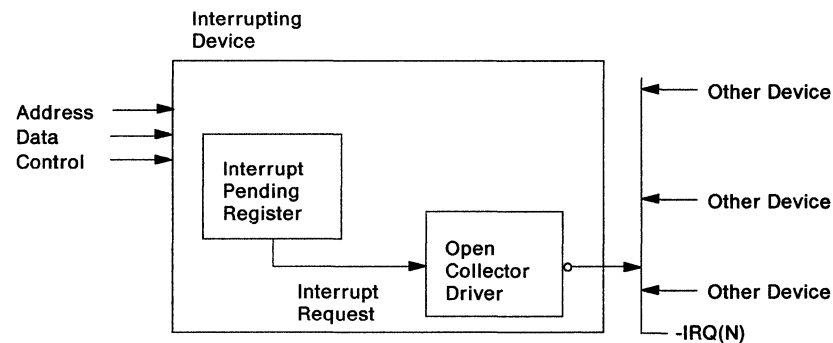 Interrupting
Device
Address
Data
Control
Interrupt
Pending
Register
Interrupt
Request
Open
Collector
Driver
Other Device
Other Device
Other Device
-IRQ(N)